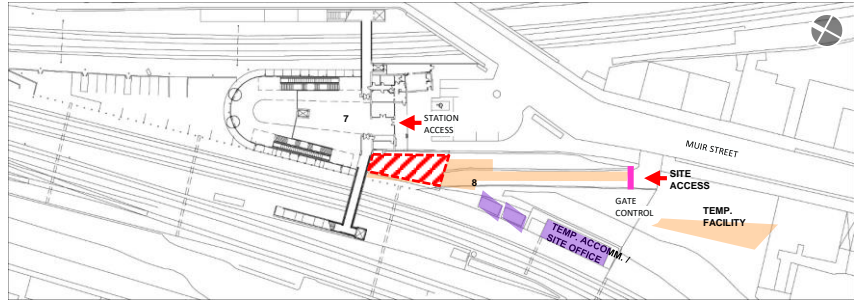 7
STATION
ACCESS
MUIR STREET
8
SITE
ACCESS
GATE
CONTROL
TEMP.
FACILITY
TEMP. ACCOMM. /
SITE OFFICE